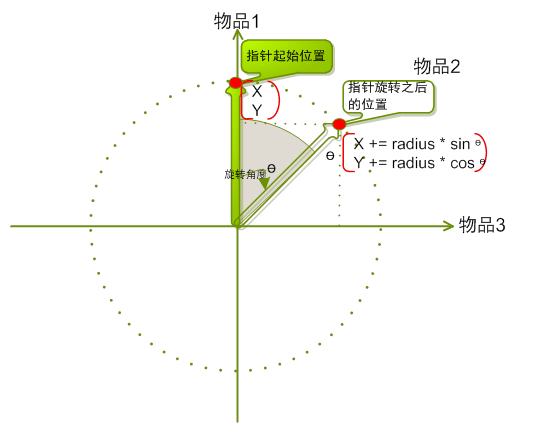 物品1
指针起始位置
物品2
指针旋转之后
的位置
X
Y
θ
X += radius * sin θ
Y += radius * cos θ
旋转角度
θ
物品3